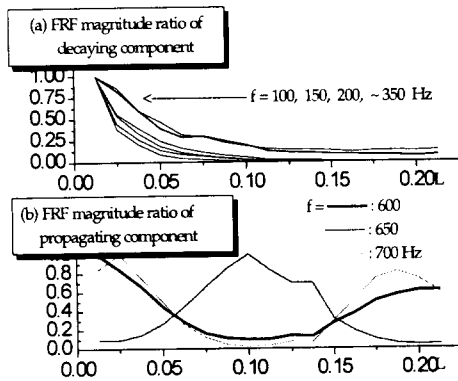 (a) FRF magnitude ratio of
decaying component
1.00
0.75
0.50
0.25
0.00
f = 100, 150, 200, ~350 Hz
0.00 0.05 0.10 0.15 0.20L
(b) FRF magnitude ratio of
propagating component
f = : 600
: 650
: 700 Hz
0.8
0.6
0.4
0.2
0.0
0.00 0.05 0.10 0.15 0.20L